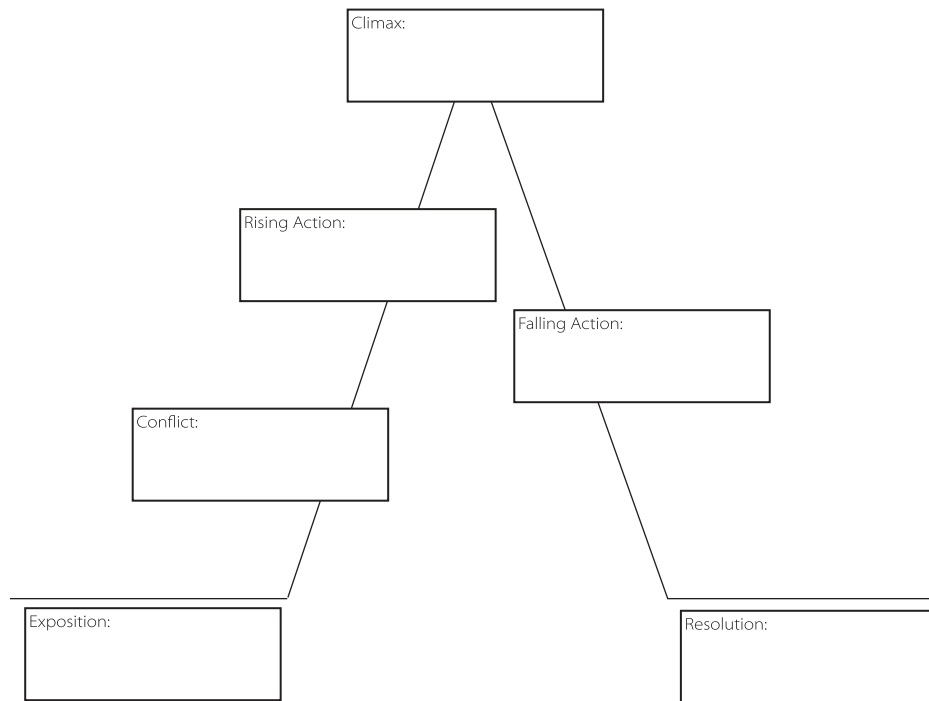 Climax:
Rising Action:
Falling Action:
Conflict:
Exposition:
Resolution: